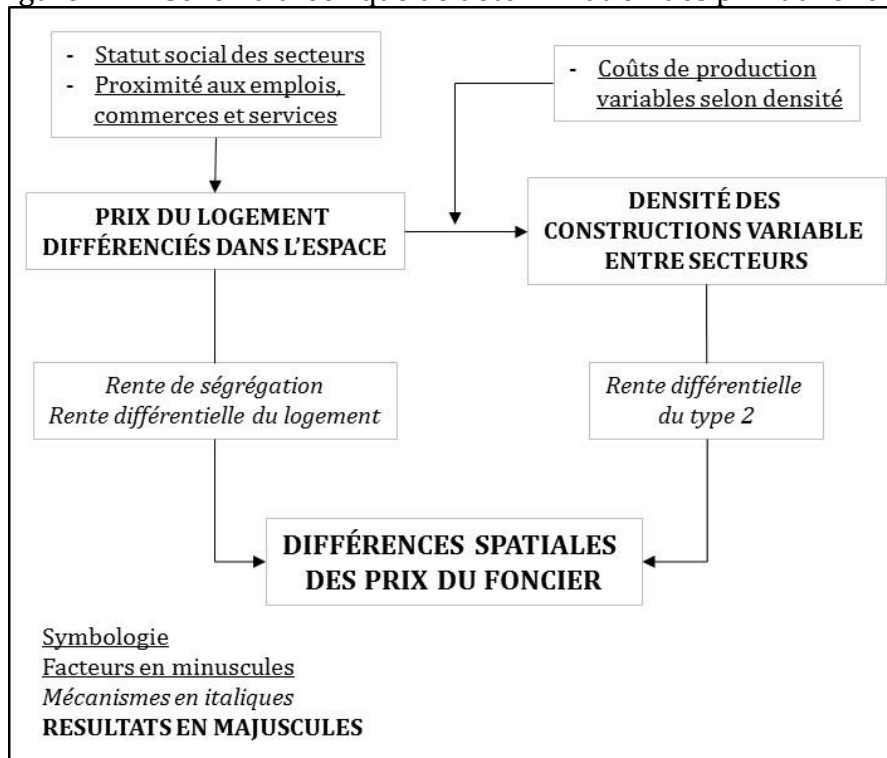 - Statut social des secteurs
- Proximité aux emplois,
commerces et services
- Coûts de production
variables selon densité
PRIX DU LOGEMENT
DIFFÉRENCIÉS DANS L'ESPACE
DENSITÉ DES
CONSTRUCTIONS VARIABLE
ENTRE SECTEURS
Rente de ségrégation
Rente différentielle du logement
Rente différentielle
du type 2
DIFFÉRENCES SPATIALES
DES PRIX DU FONCIER
Symbologie
Facteurs en minuscules
Mécanismes en italiques
RESULTATS EN MAJUSCULES